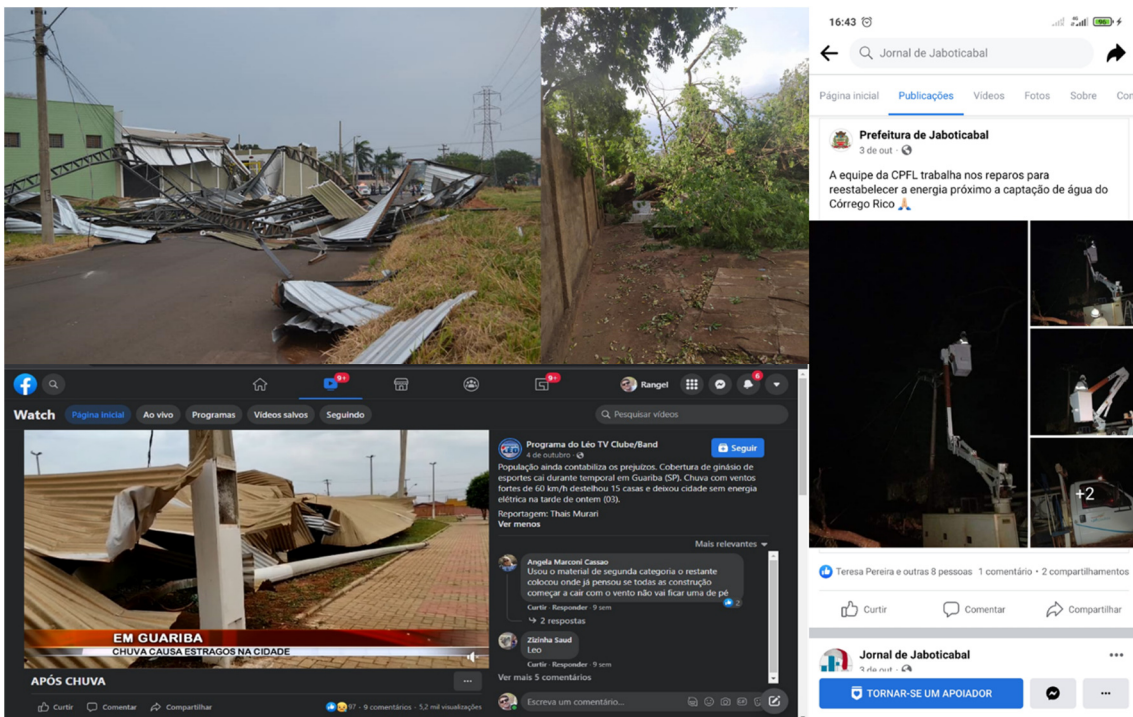 16:43
96
Jornal de Jaboticabal
Página inicial
Publicações
Vídeos
Fotos
Sobre
Prefeitura de Jaboticabal
3 de out
A equipe da CPFL trabalha nos reparos para
reestabelecer a energia próximo a captação de água do
Córrego Rico
+2
Teresa Pereira e outras 8 pessoas 1 comentário • 2 compartilhamentos
Curtir
Comentar
Compartilhar
Jornal de Jaboticabal
3 de out
TORNAR-SE UM APOIADOR
9+
9+
Rangel
6
Watch
Página inicial
Ao vivo
Programas
Vídeos salvos
Seguindo
Pesquisar vídeos
Programa do Léo TV Clube/Band
4 de outubro
Seguir
População ainda contabiliza os prejuízos. Cobertura de ginásio de
esportes cai durante temporal em Guariba (SP). Chuva com ventos
fortes de 60 km/h destelhou 15 casas e deixou cidade sem energia
elétrica na tarde de ontem (03).
Reportagem: Thais Murari
Ver menos
Mais relevantes
Angela Marconi Cassao
Usou o material de segunda categoria o restante
colocou onde já pensou se todas as construção
começar a cair com o vento não vai ficar uma de pé
2
Curtir · Responder · 9 sem
2 respostas
Zizinha Saud
Leo
Curtir · Responder · 9 sem
Ver mais 5 comentários
Escreva um comentário...
EM GUARIBA
CHUVA CAUSA ESTRAGOS NA CIDADE
APÓS CHUVA
Curtir
Comentar
Compartilhar
97 · 9 comentários · 5,2 mil visualizações